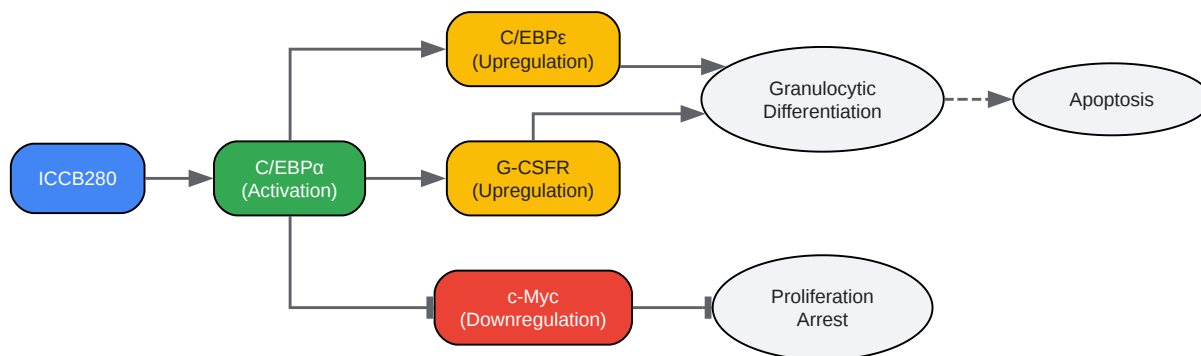 C/EBPε
(Upregulation)
Granulocytic
Differentiation
Apoptosis
ICCB280
C/EBPα
(Activation)
G-CSFR
(Upregulation)
c-Myc
(Downregulation)
Proliferation
Arrest